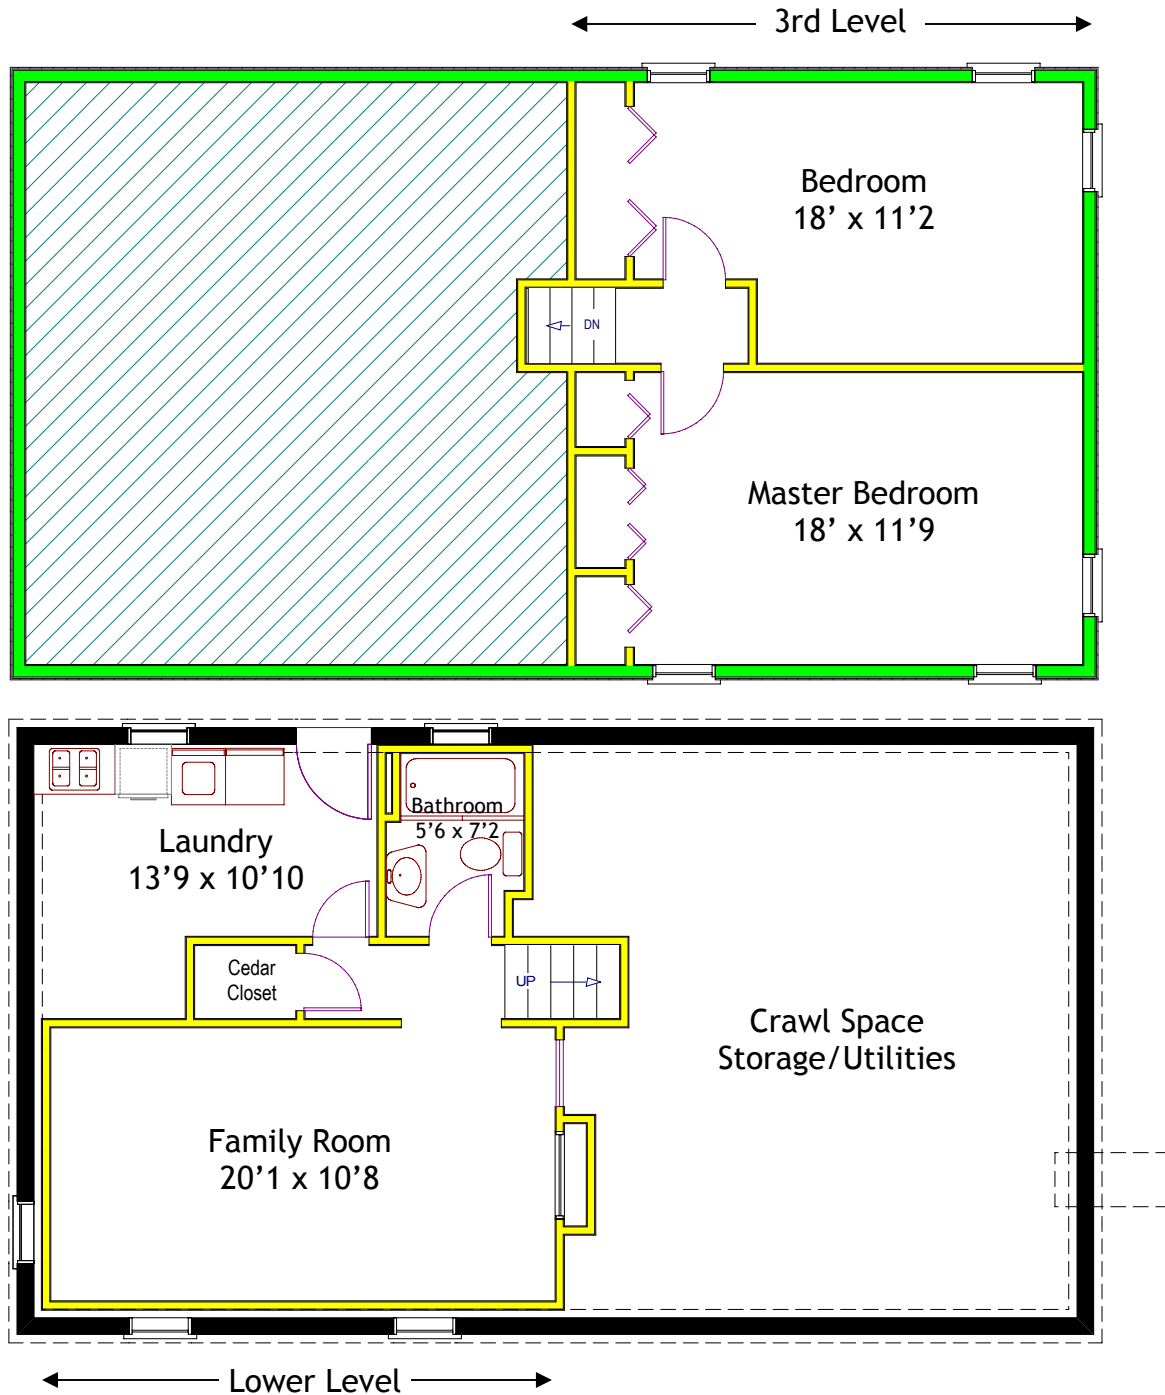 3rd Level
Bedroom
18’ x 11’2
DN
Master Bedroom
18’ x 11’9
Bathroom
5’6 x 7’2
Laundry
13’9 x 10’10
Cedar
Closet
UP
Crawl Space
Storage/Utilities
Family Room
20’1 x 10’8
Lower Level